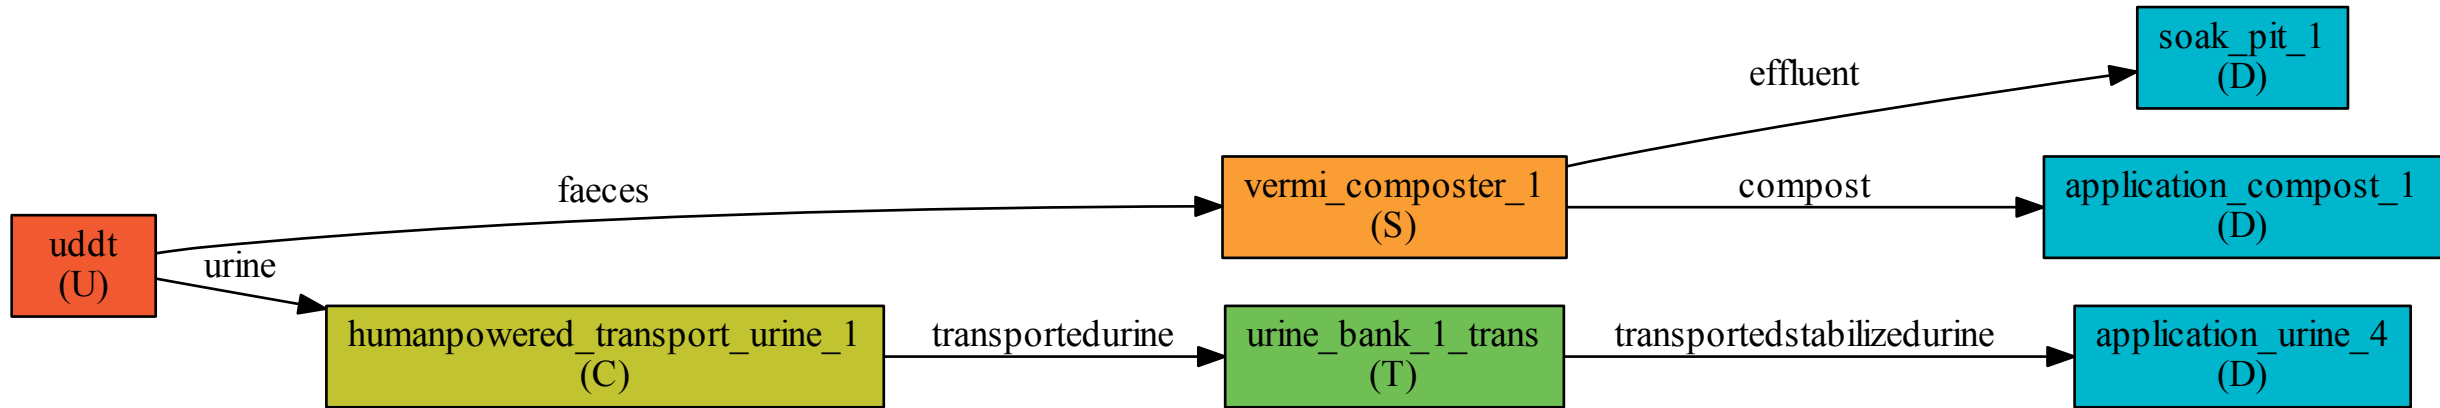 soak_pit_1
(D)
effluent
faeces
vermi_composter_1
(S)
compost
application_compost_1
(D)
uddt
(U)
urine
humanpowered_transport_urine_1
(C)
transportedurine
urine_bank_1_trans
(T)
transportedstabilizedurine
application_urine_4
(D)